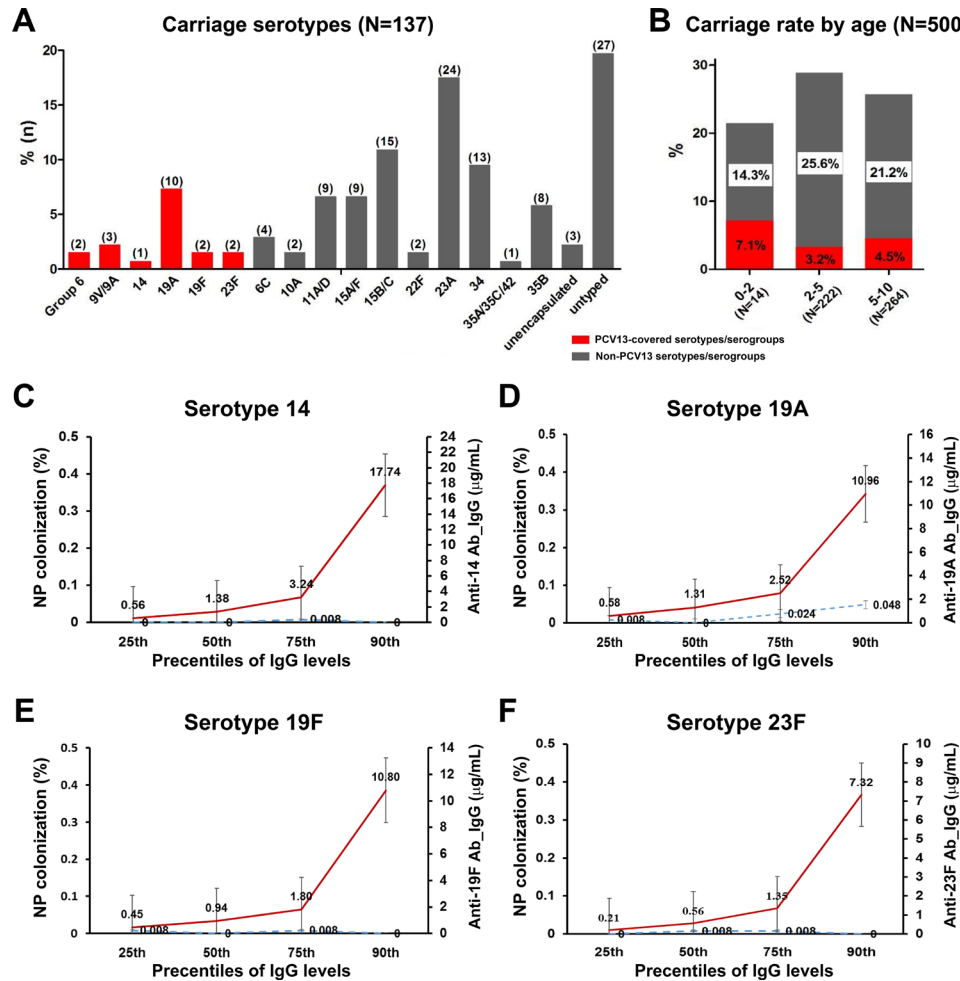 A
Carriage serotypes (N=137)
% (n)
20
15
10
5
0
(2)
(3)
(1)
(10)
(2)
(2)
(4)
(2)
(9)
(9)
(15)
(2)
(24)
(13)
(1)
(6)
(3)
(27)
Group 6
9V/9A
14
19A
19F
23F
6C
10A
11A/D
15A/F
15B/C
22F
23A
34
35A/35C/42
35B
unencapsulated
untyped
B
Carriage rate by age (N=500
%
30
20
10
0
14.3%
25.6%
21.2%
7.1%
3.2%
4.5%
0-2
(N=14)
2-5
(N=222)
5-10
(N=264)
PCV13-covered serotypes/serogroups
Non-PCV13 serotypes/serogroups
C
Serotype 14
NP colonization (%)
0.5
0.4
0.3
0.2
0.1
0
0.56
1.38
3.24
17.74
0
0
0.008
0
24
22
20
18
16
14
12
10
8
6
4
2
0
Anti-14 Ab_IgG (μg/mL)
25th
50th
75th
90th
Precentiles of IgG levels
D
Serotype 19A
NP colonization (%)
0.5
0.4
0.3
0.2
0.1
0
0.58
1.31
2.52
10.96
0.008
0
0.024
0.048
16
14
12
10
8
6
4
2
0
Anti-19A Ab_IgG (μg/mL)
25th
50th
75th
90th
Precentiles of IgG levels
E
Serotype 19F
NP colonization (%)
0.5
0.4
0.3
0.2
0.1
0
0.45
0.94
1.80
10.80
0.008
0
0.008
0
14
12
10
8
6
4
2
0
Anti-19F Ab_IgG (μg/mL)
25th
50th
75th
90th
Precentiles of IgG levels
F
Serotype 23F
NP colonization (%)
0.5
0.4
0.3
0.2
0.1
0
0.21
0.56
1.35
7.32
0
0.008
0.008
0
10
9
8
7
6
5
4
3
2
1
0
Anti-23F Ab_IgG (μg/mL)
25th
50th
75th
90th
Precentiles of IgG levels